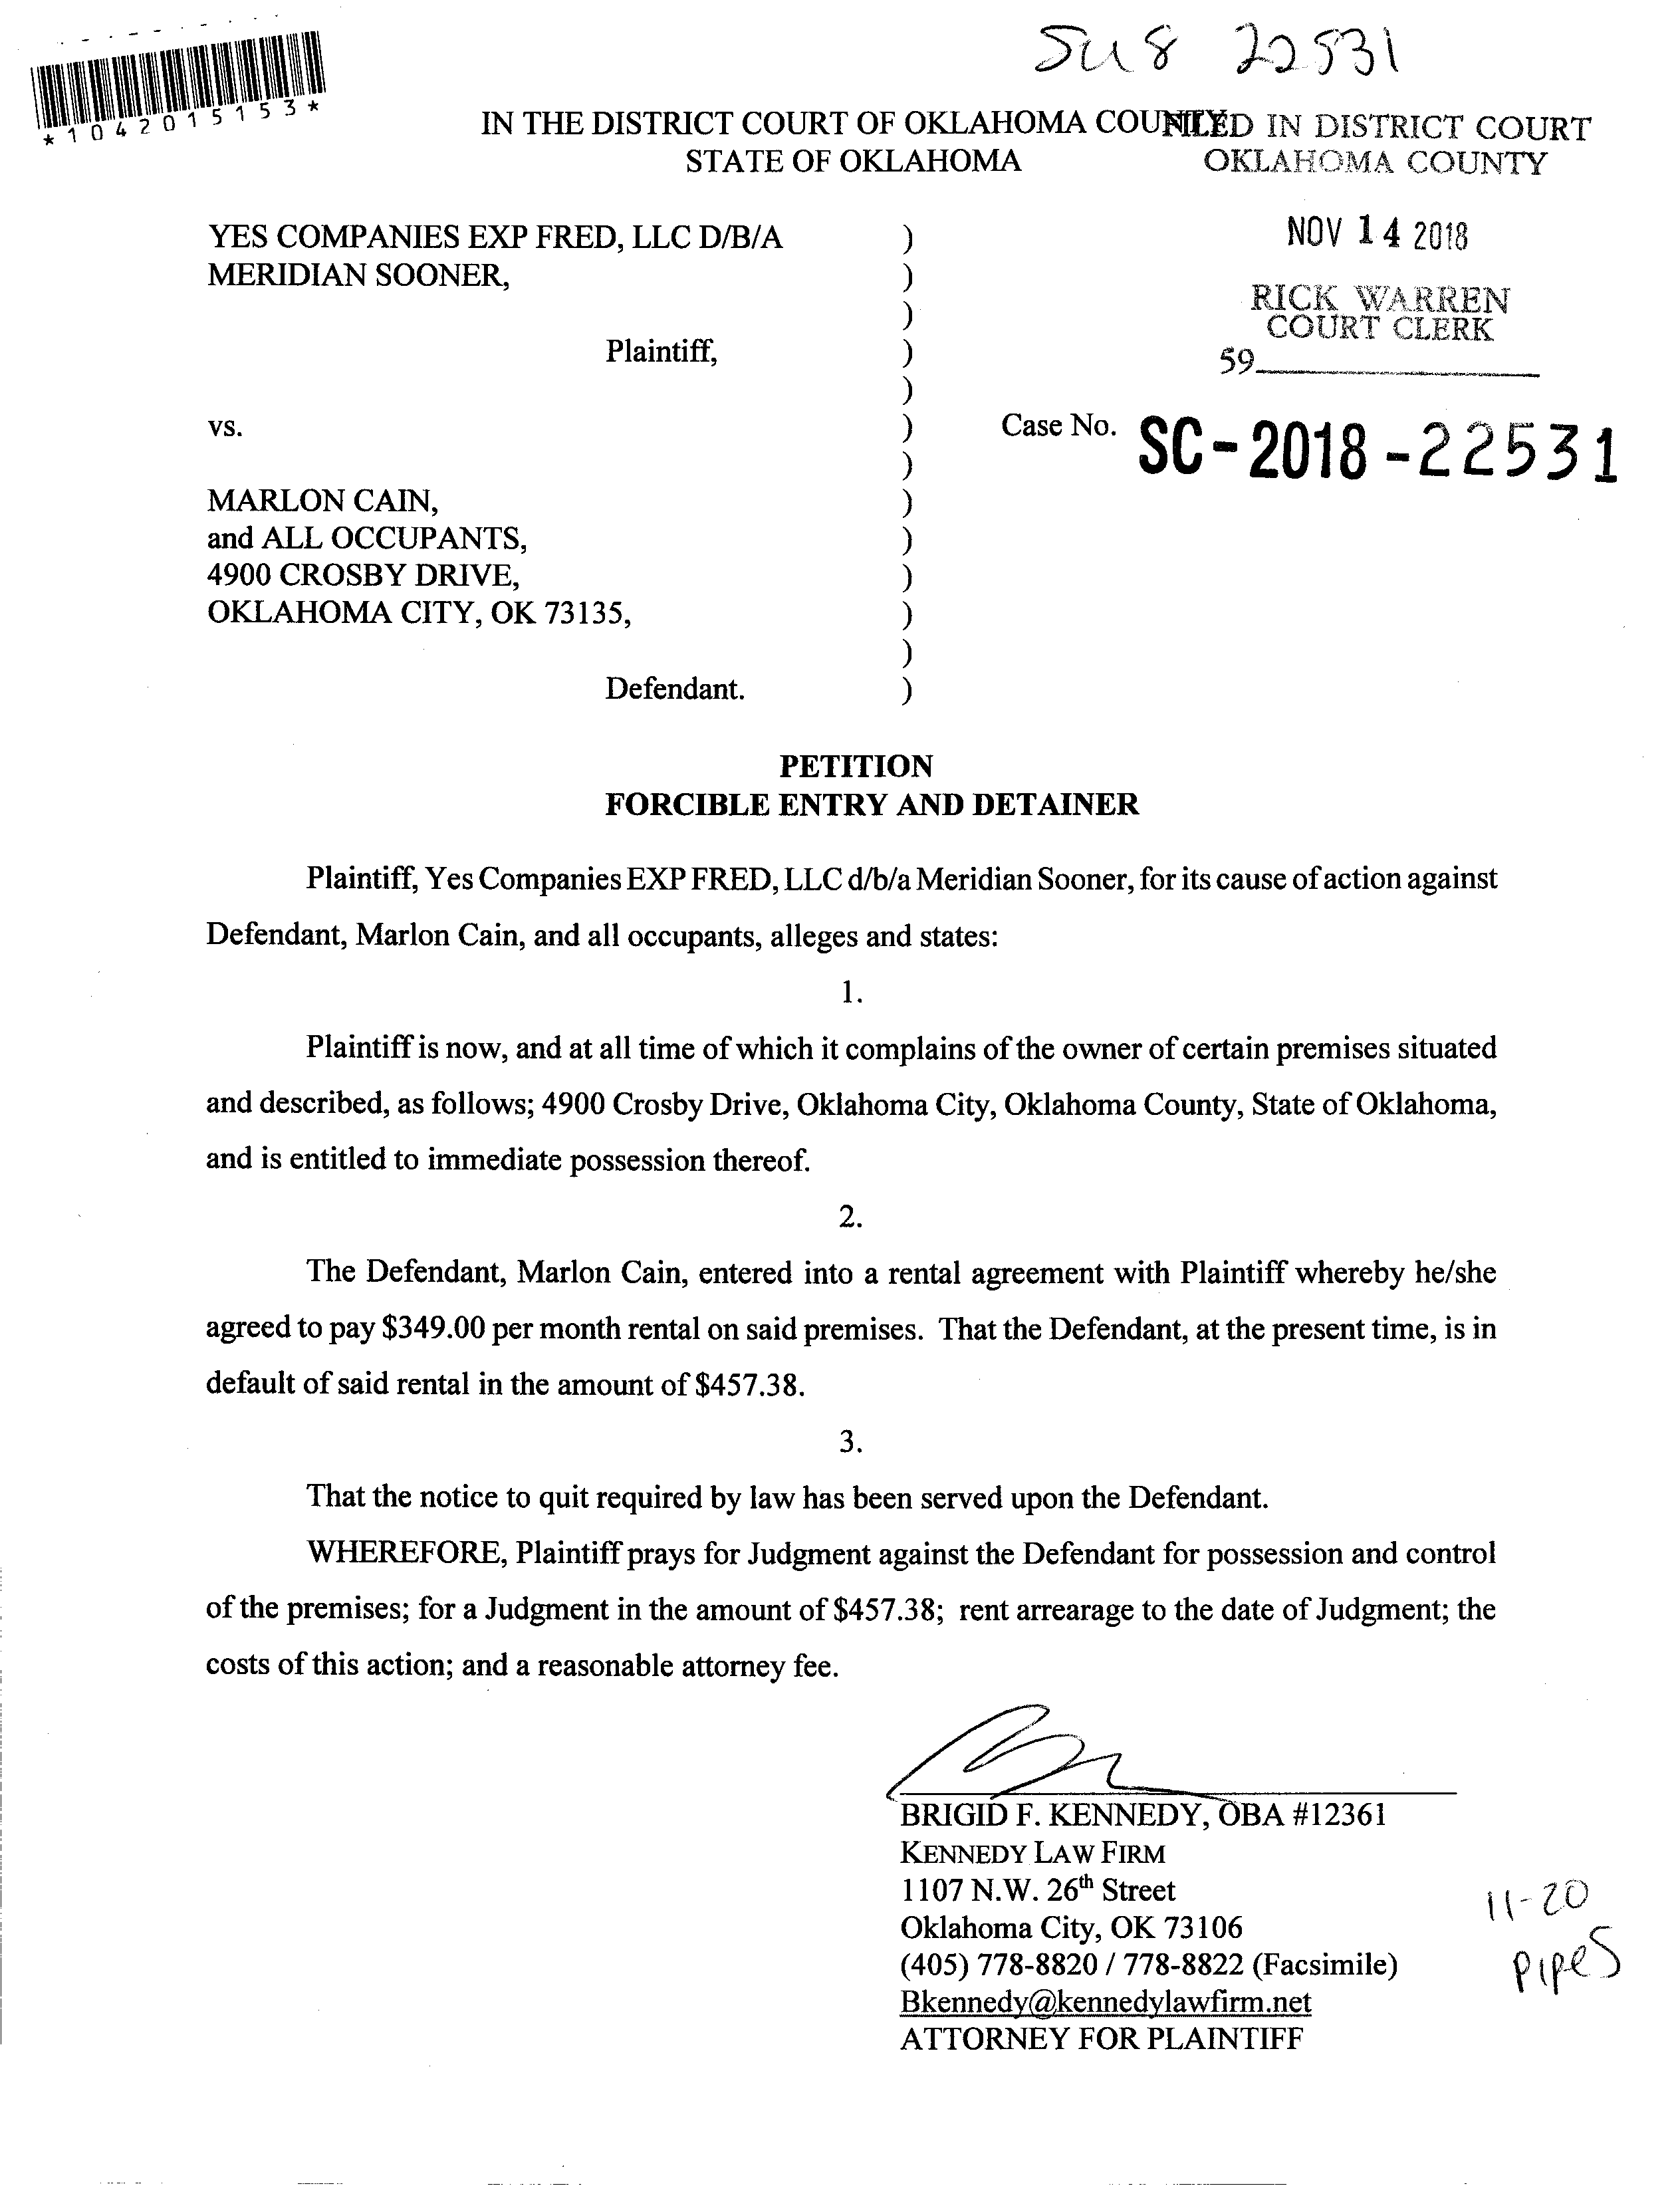 SU8 22531
*1042015153*
IN THE DISTRICT COURT OF OKLAHOMA COUNTY
STATE OF OKLAHOMA
FILED IN DISTRICT COURT
OKLAHOMA COUNTY
NOV 14 2018
RICK WARREN
COURT CLERK
59
YES COMPANIES EXP FRED, LLC D/B/A )
MERIDIAN SOONER, )
)
Plaintiff, )
)
vs. ) Case No. SC-2018-22531
)
MARLON CAIN, )
and ALL OCCUPANTS, )
4900 CROSBY DRIVE, )
OKLAHOMA CITY, OK 73135, )
)
Defendant. )
PETITION
FORCIBLE ENTRY AND DETAINER
Plaintiff, Yes Companies EXP FRED, LLC d/b/a Meridian Sooner, for its cause of action against
Defendant, Marlon Cain, and all occupants, alleges and states:
1.
Plaintiff is now, and at all time of which it complains of the owner of certain premises situated
and described, as follows; 4900 Crosby Drive, Oklahoma City, Oklahoma County, State of Oklahoma,
and is entitled to immediate possession thereof.
2.
The Defendant, Marlon Cain, entered into a rental agreement with Plaintiff whereby he/she
agreed to pay $349.00 per month rental on said premises. That the Defendant, at the present time, is in
default of said rental in the amount of $457.38.
3.
That the notice to quit required by law has been served upon the Defendant.
WHEREFORE, Plaintiff prays for Judgment against the Defendant for possession and control
of the premises; for a Judgment in the amount of $457.38; rent arrearage to the date of Judgment; the
costs of this action; and a reasonable attorney fee.
BRIGID F. KENNEDY, OBA #12361
KENNEDY LAW FIRM
1107 N.W. 26th Street
Oklahoma City, OK 73106
(405) 778-8820 / 778-8822 (Facsimile)
Bkennedy@kennedylawfirm.net
ATTORNEY FOR PLAINTIFF
11-20
pipes